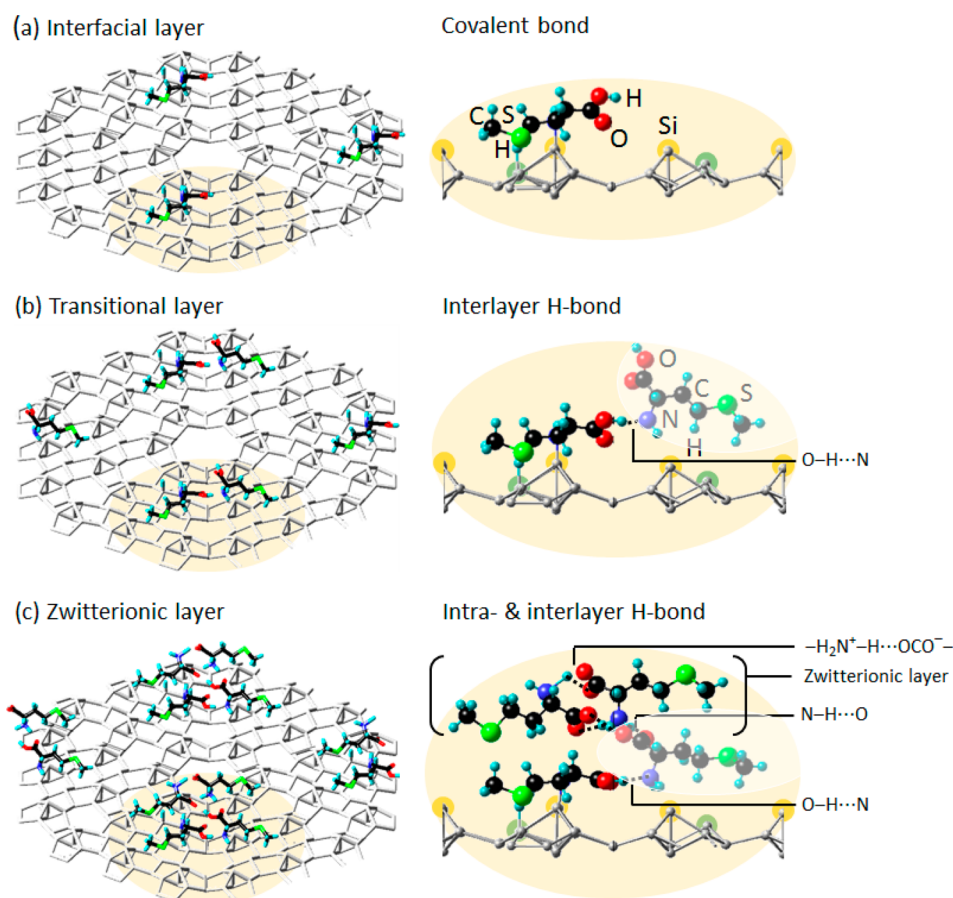 (a) Interfacial layer
Covalent bond
C
S
H
H
O
Si
(b) Transitional layer
Interlayer H-bond
O
C
S
N
H
O–H···N
(c) Zwitterionic layer
Intra- & interlayer H-bond
–H₂N⁺–H···OCO⁻–
Zwitterionic layer
N–H···O
O–H···N